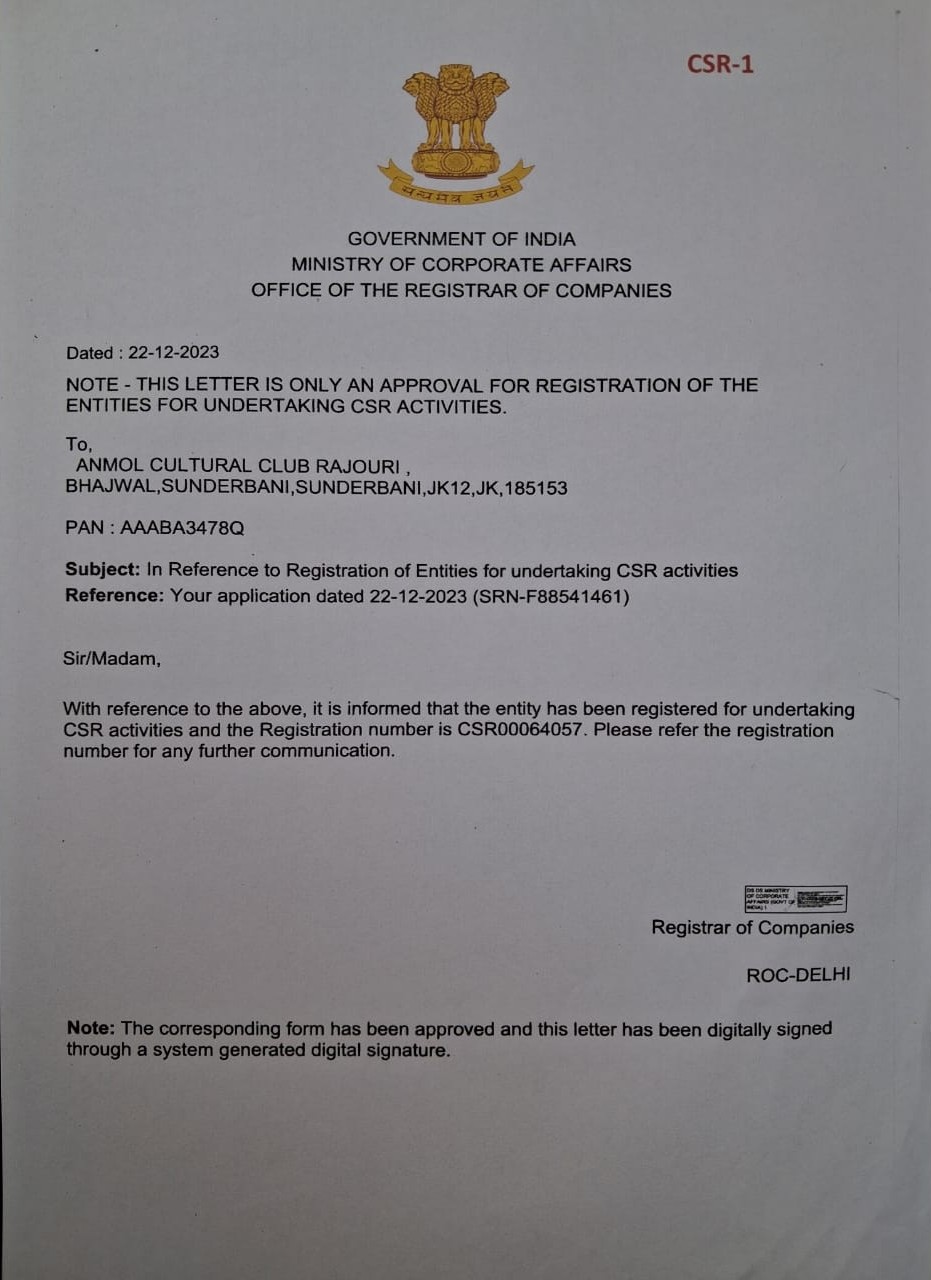 CSR-1
सत्यमेव जयते
GOVERNMENT OF INDIA
MINISTRY OF CORPORATE AFFAIRS
OFFICE OF THE REGISTRAR OF COMPANIES
Dated : 22-12-2023
NOTE - THIS LETTER IS ONLY AN APPROVAL FOR REGISTRATION OF THE
ENTITIES FOR UNDERTAKING CSR ACTIVITIES.
To,
ANMOL CULTURAL CLUB RAJOURI ,
BHAJWAL,SUNDERBANI,SUNDERBANI,JK12,JK,185153
PAN : AAABA3478Q
Subject: In Reference to Registration of Entities for undertaking CSR activities
Reference: Your application dated 22-12-2023 (SRN-F88541461)
Sir/Madam,
With reference to the above, it is informed that the entity has been registered for undertaking
CSR activities and the Registration number is CSR00064057. Please refer the registration
number for any further communication.
DS DS MINISTRY
OF CORPORATE
AFFAIRS (GOVT OF
INDIA) 1
Registrar of Companies
ROC-DELHI
Note: The corresponding form has been approved and this letter has been digitally signed
through a system generated digital signature.